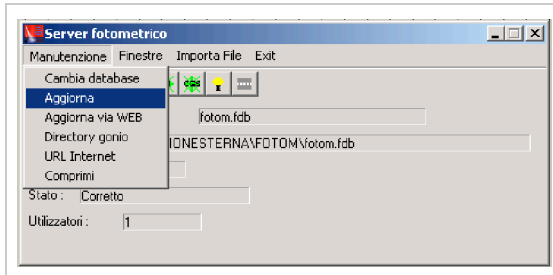 Server fotometrico
Manutenzione Finestre Importa File Exit
Cambia database
Aggiorna
Aggiorna via WEB
Directory gonio
URL Internet
Comprimi
fotom.fdb
IONESTERNA\FOTOM\fotom.fdb
Stato : Corretto
Utilizzatori : 1